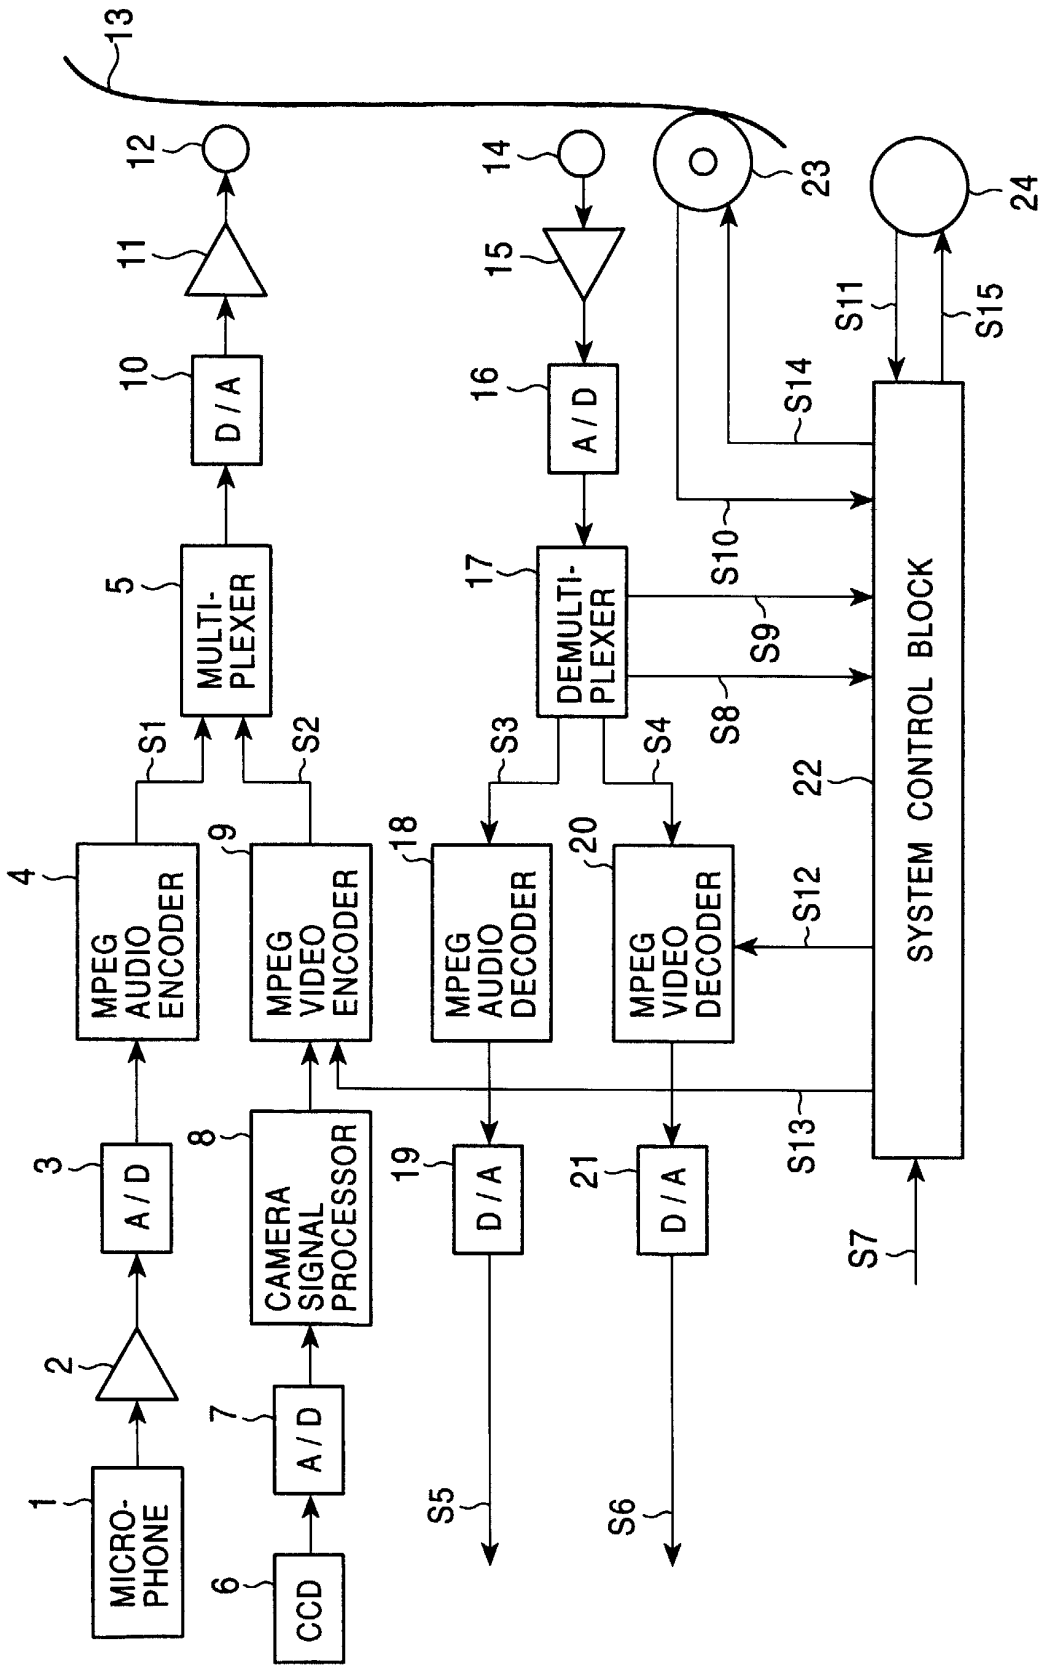 1
MICRO-
PHONE
2
3
A / D
4
MPEG
AUDIO
ENCODER
S1
5
MULTI-
PLEXER
10
D / A
11
12
13
6
CCD
7
A / D
8
CAMERA
SIGNAL
PROCESSOR
9
MPEG
VIDEO
ENCODER
S2
S5
19
D / A
18
MPEG
AUDIO
DECODER
S3
17
DEMULTI-
PLEXER
16
A / D
15
14
S6
21
D / A
20
MPEG
VIDEO
DECODER
S4
S8
S9
S10
S14
23
S13
S12
22
S11
S15
24
S7
SYSTEM CONTROL BLOCK